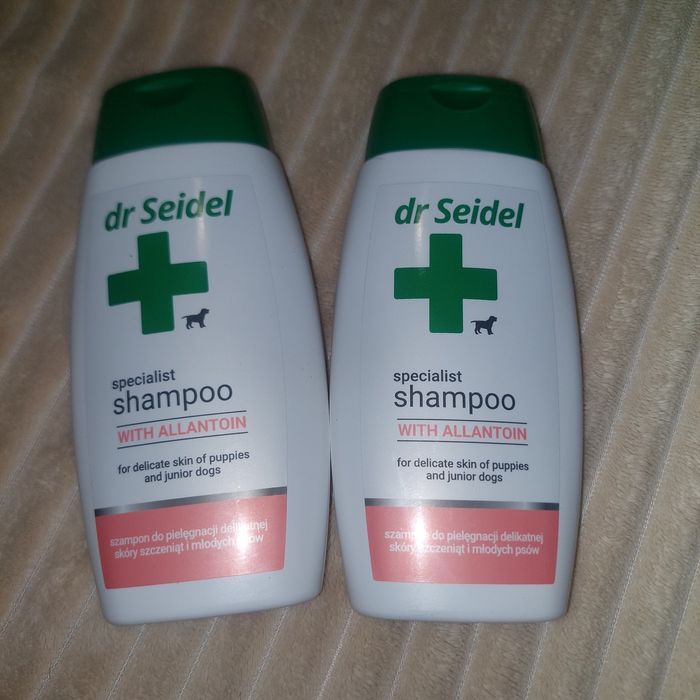 dr Seidel
specialist
shampoo
WITH ALLANTOIN
for delicate skin of puppies
and junior dogs
szampon do pielęgnacji delikatnej
skóry szczeniąt i młodych psów
dr Seidel
specialist
shampoo
WITH ALLANTOIN
for delicate skin of puppies
and junior dogs
szampon do pielęgnacji delikatnej
skóry szczeniąt i młodych psów